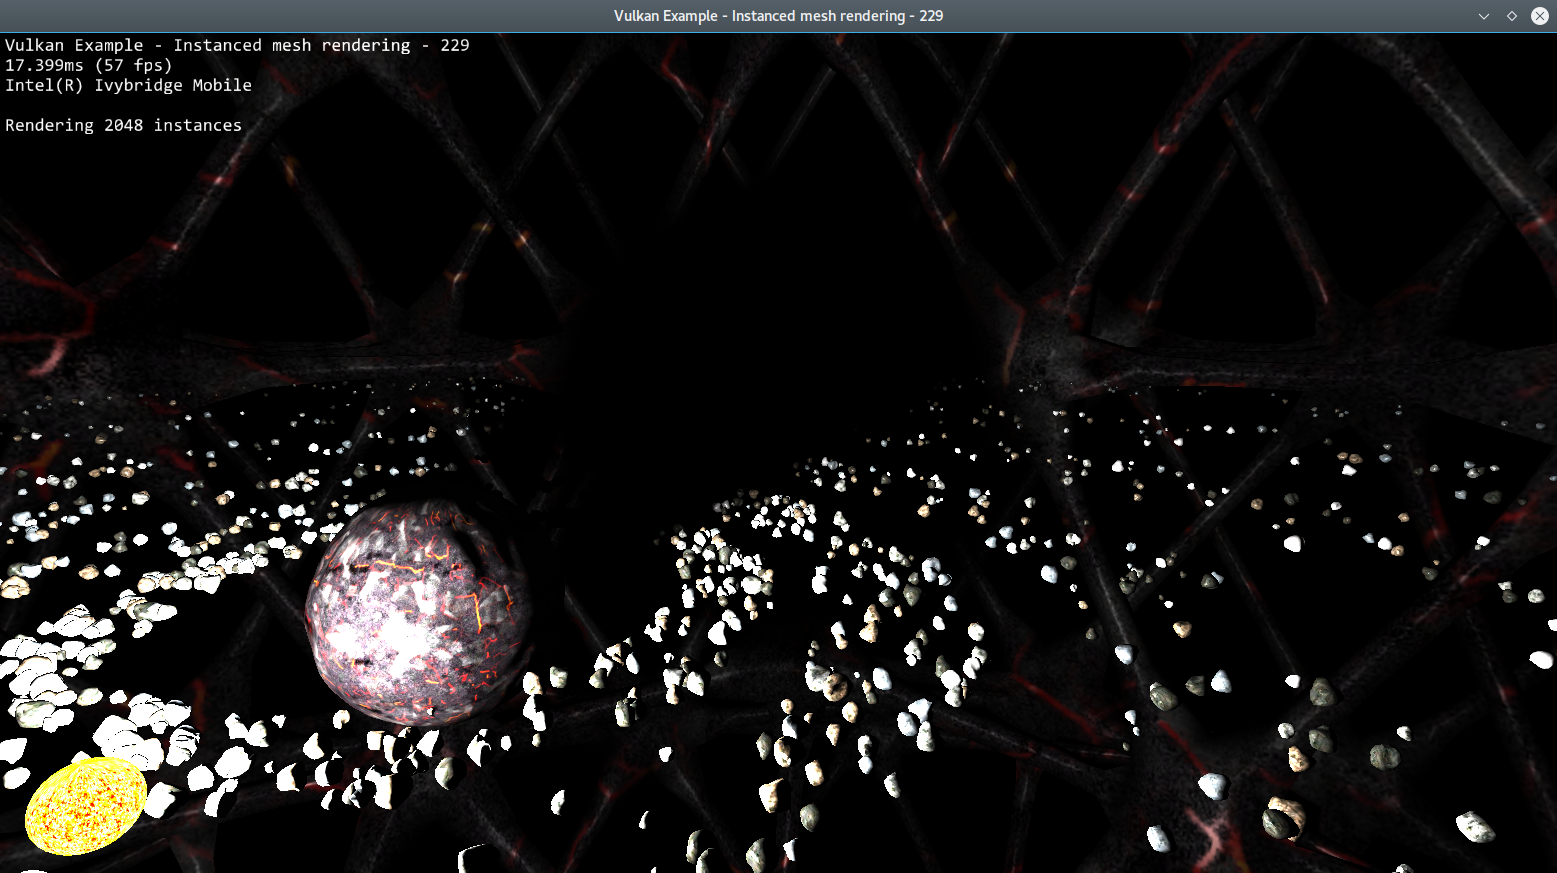 Vulkan Example - Instanced mesh rendering - 229
Vulkan Example - Instanced mesh rendering - 229
17.399ms (57 fps)
Intel(R) Ivybridge Mobile
Rendering 2048 instances